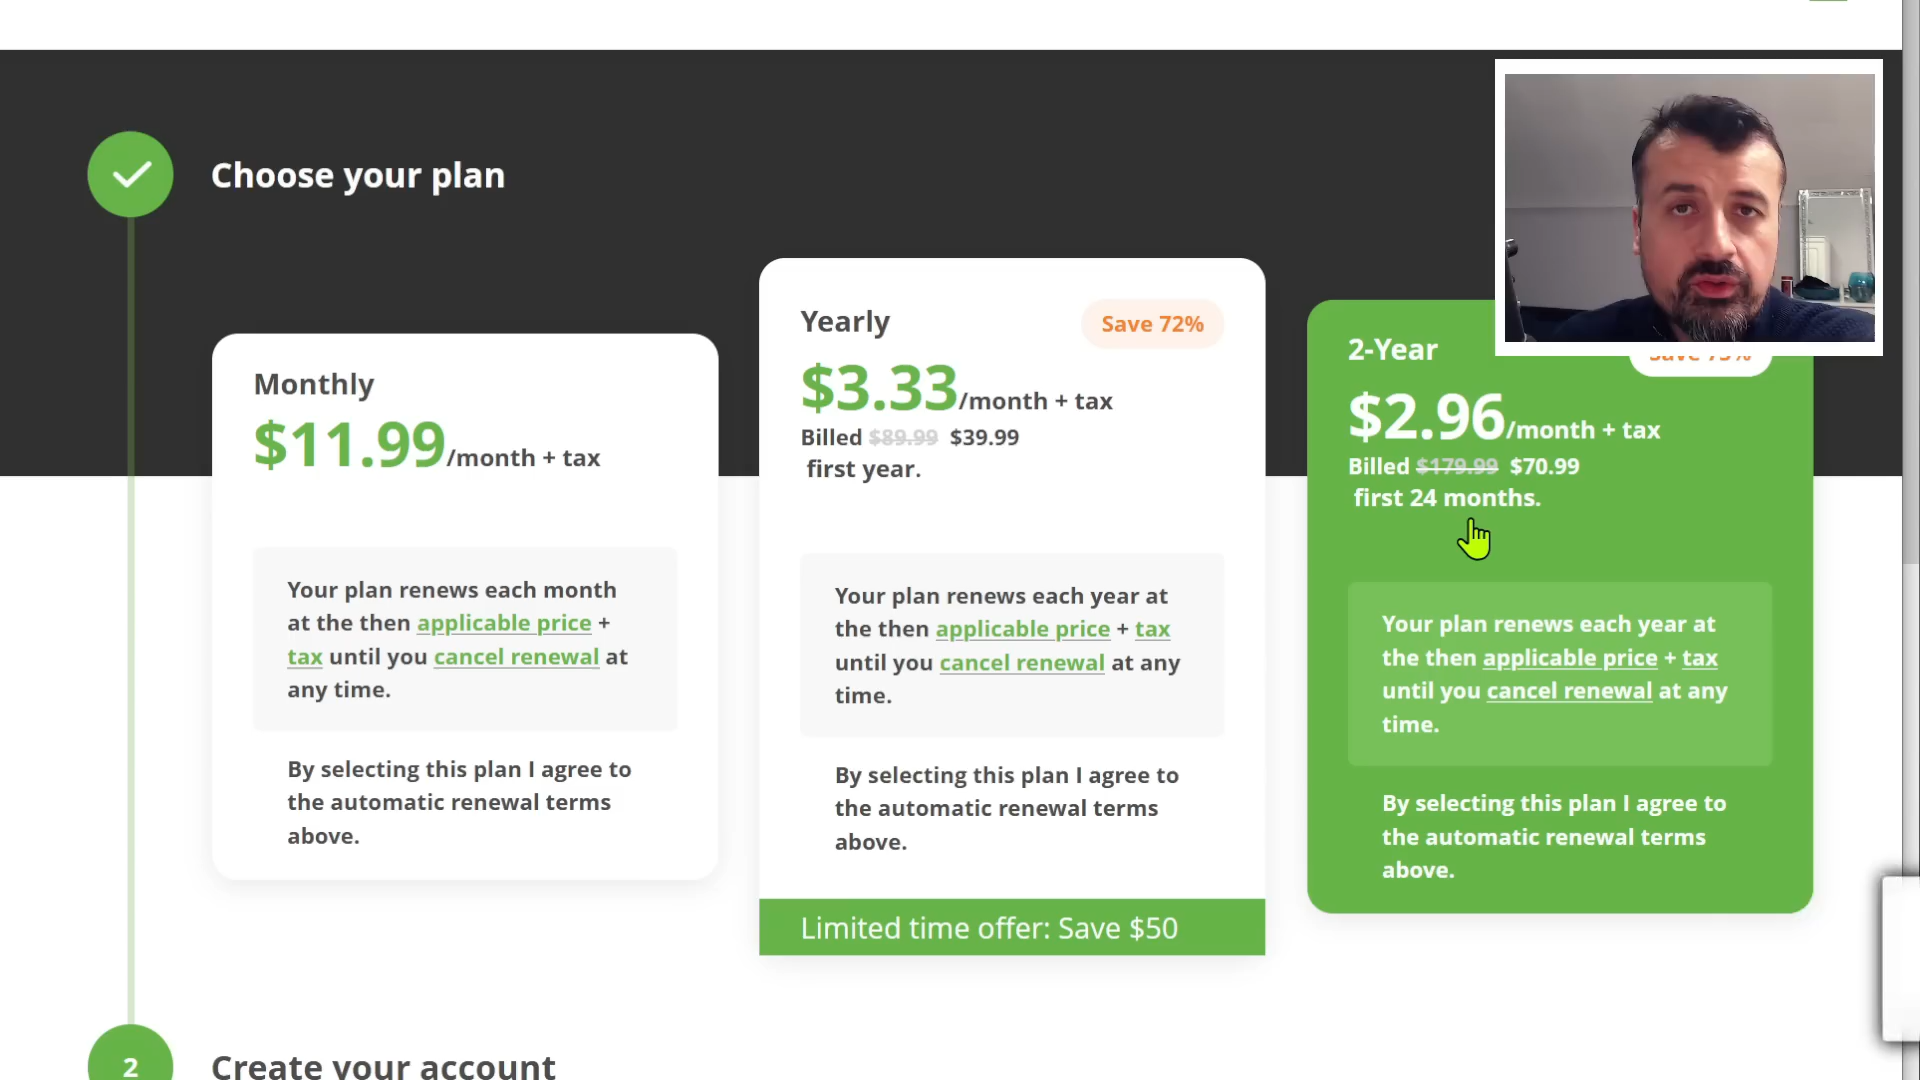 Choose your plan
Monthly
$11.99/month + tax
Your plan renews each month
at the then applicable price +
tax until you cancel renewal at
any time.
By selecting this plan I agree to
the automatic renewal terms
above.
Yearly
Save 72%
$3.33/month + tax
Billed $89.99 $39.99
first year.
Your plan renews each year at
the then applicable price + tax
until you cancel renewal at any
time.
By selecting this plan I agree to
the automatic renewal terms
above.
Limited time offer: Save $50
2-Year
$2.96/month + tax
Billed $179.99 $70.99
first 24 months.
Your plan renews each year at
the then applicable price + tax
until you cancel renewal at any
time.
By selecting this plan I agree to
the automatic renewal terms
above.
2
Create your account